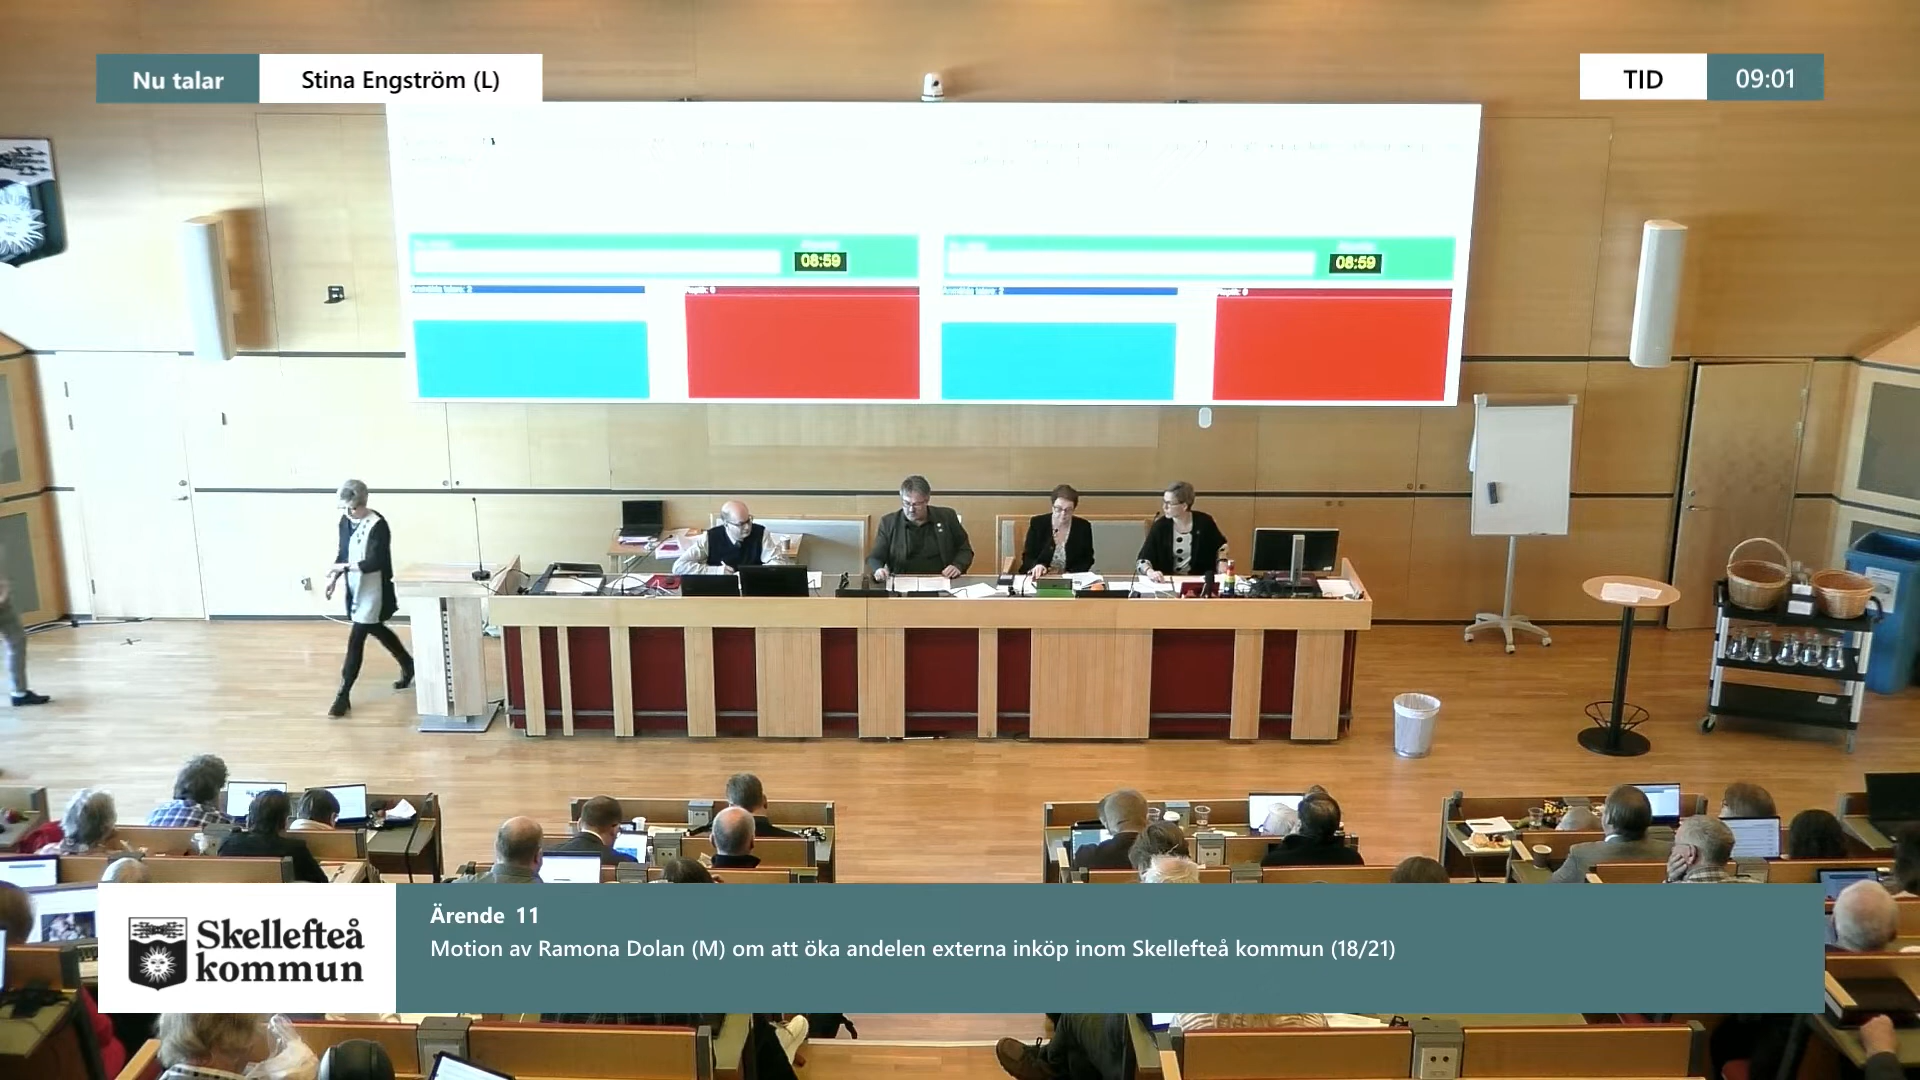 Nu talar
Stina Engström (L)
TID
09:01
08:59
08:59
Skellefteå
kommun
Ärende 11
Motion av Ramona Dolan (M) om att öka andelen externa inköp inom Skellefteå kommun (18/21)